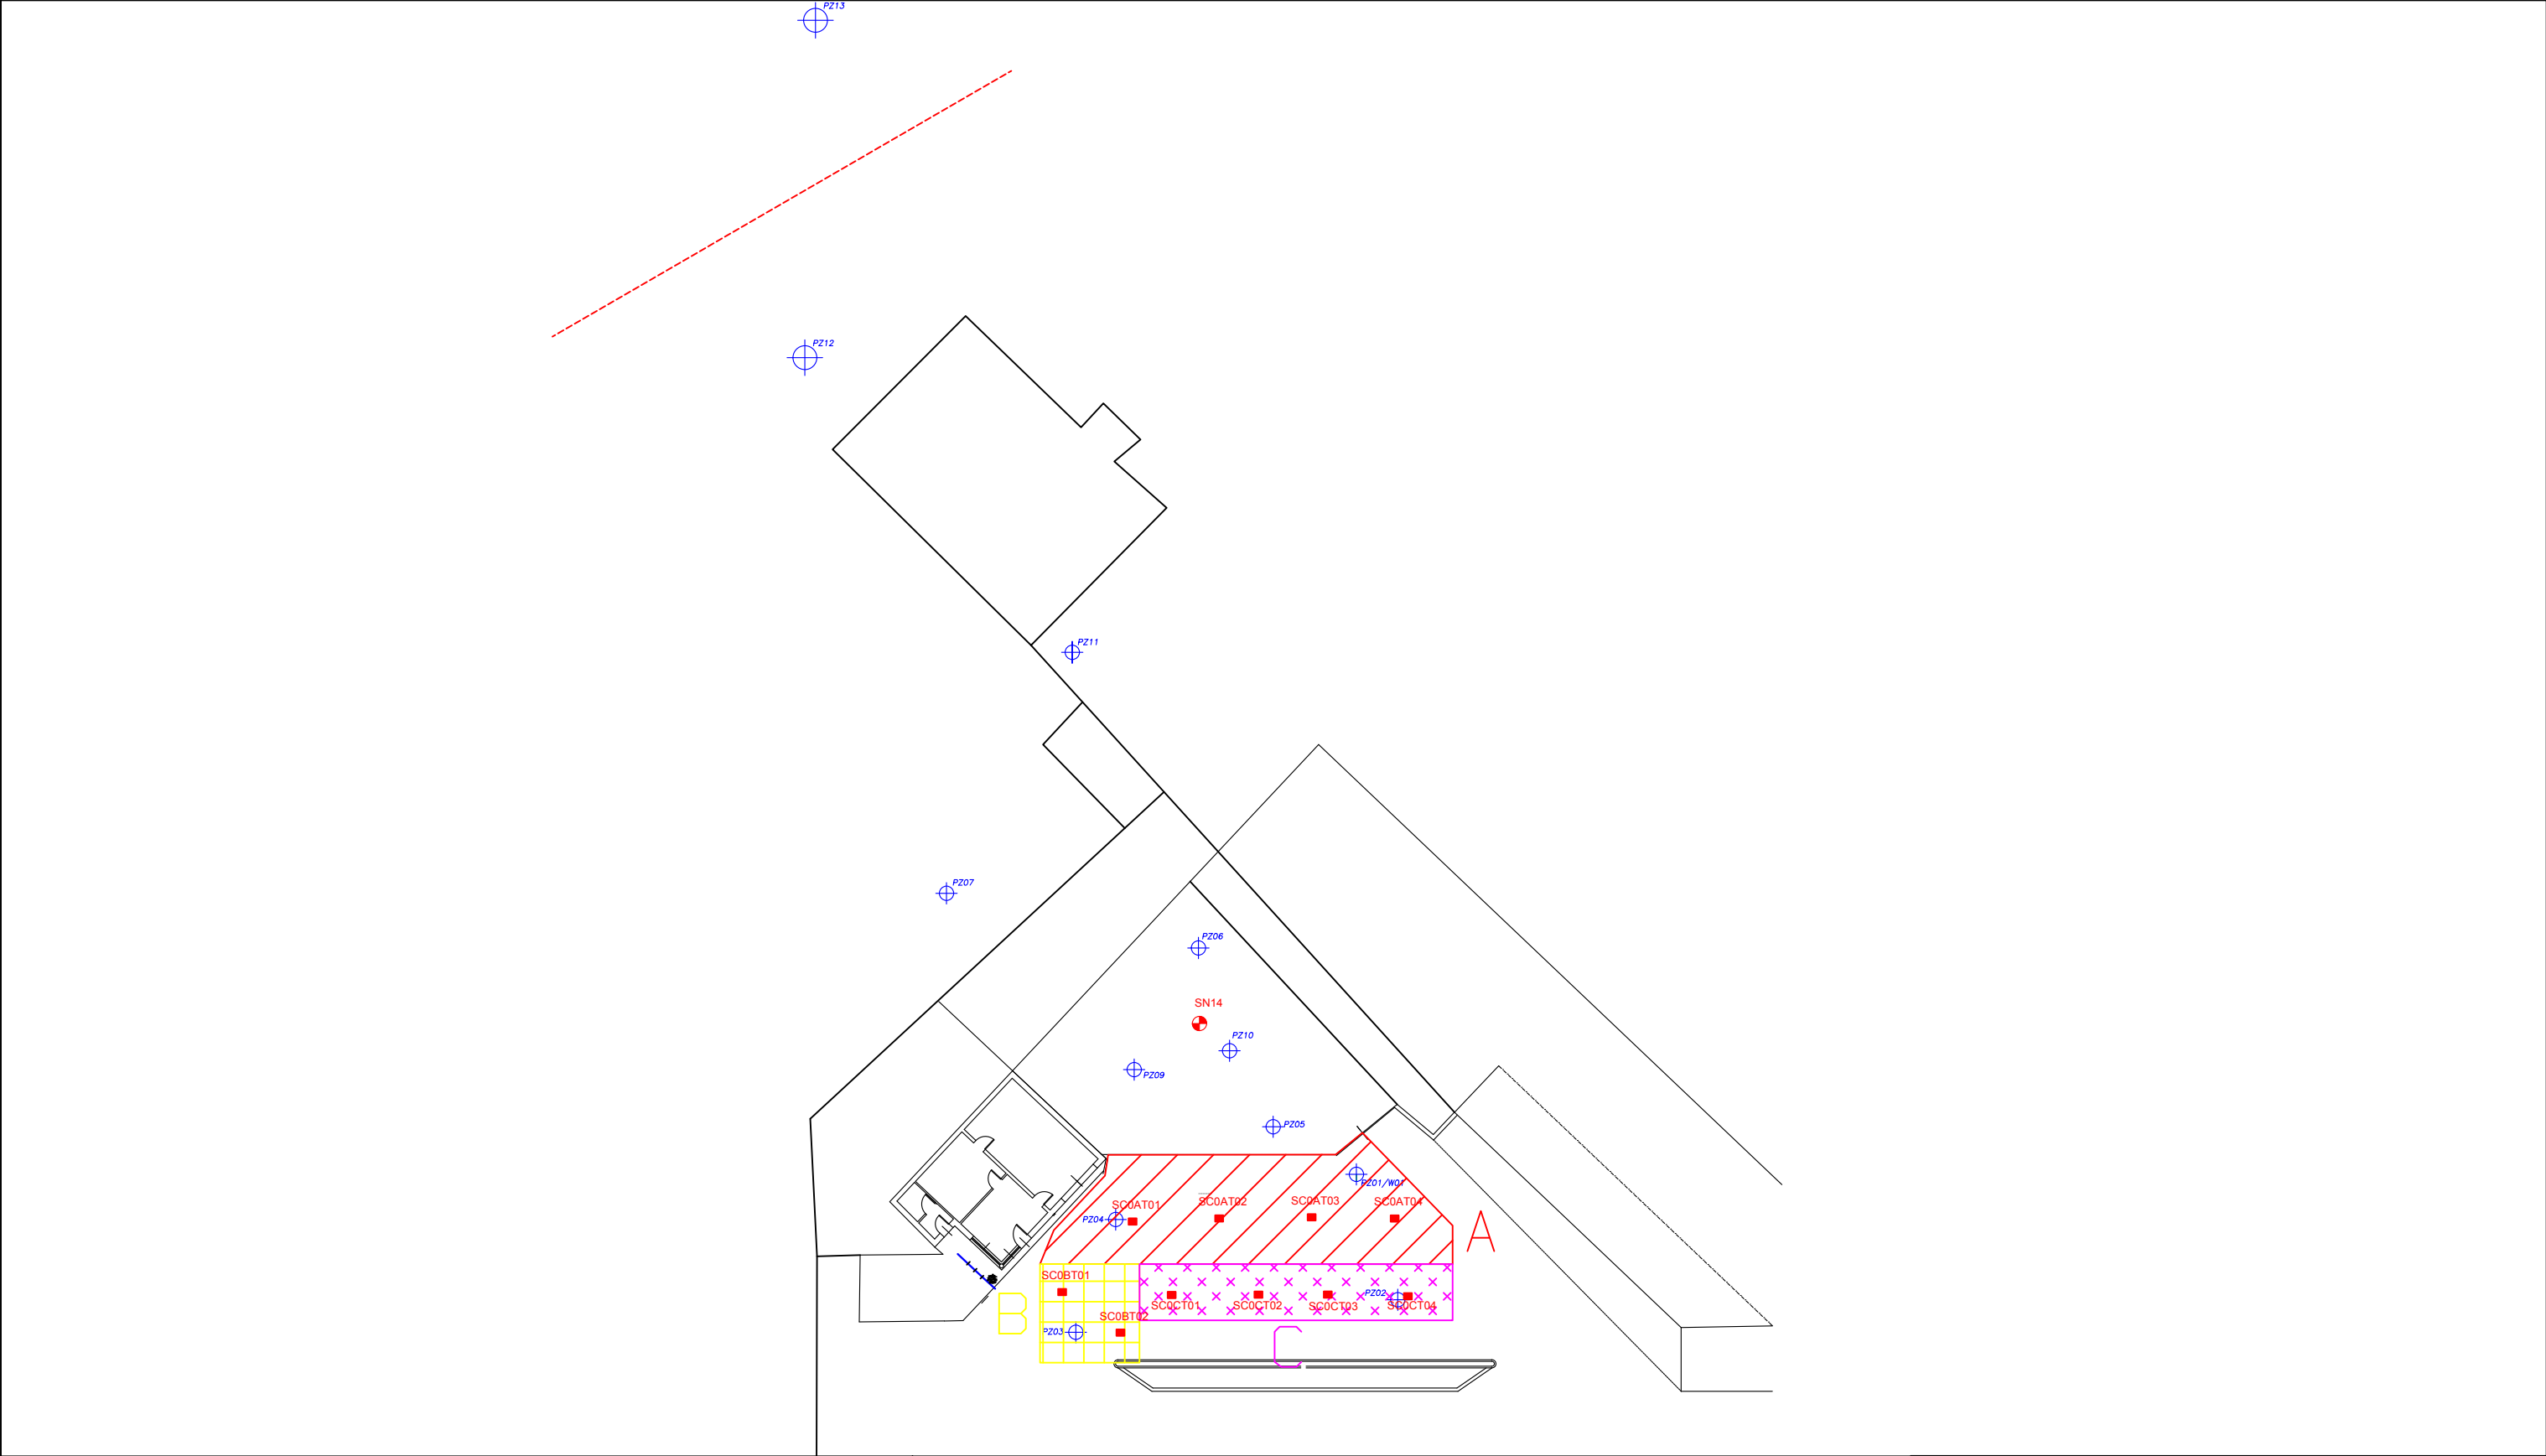 PZ13
PZ12
PZ11
PZ07
PZ06
SN14
PZ10
PZ09
PZ05
PZ01/W01
SC0AT01
SC0AT02
SC0AT03
SC0AT04
PZ04
A
SC0BT01
B
SC0BT02
PZ03
SC0CT01
SC0CT02
SC0CT03
PZ02
SC0CT04
C